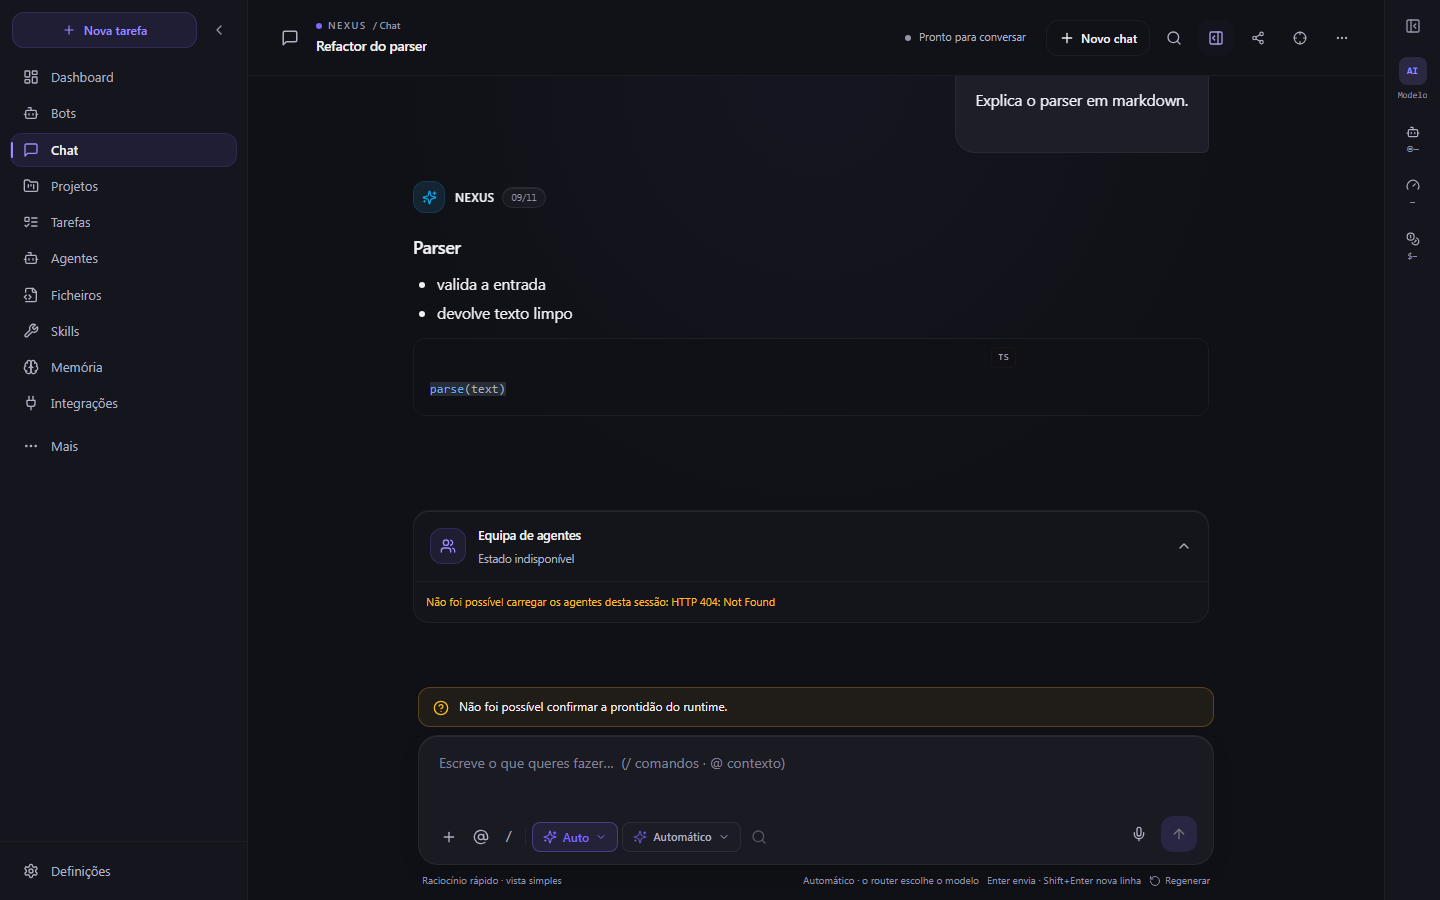 Nova tarefa
Dashboard
Bots
Chat
Projetos
Tarefas
Agentes
Ficheiros
Skills
Memória
Integrações
Mais
Definições
NEXUS / Chat
Refactor do parser
Pronto para conversar
Novo chat
Explica o parser em markdown.
NEXUS 09/11
Parser
• valida a entrada
• devolve texto limpo
TS
parse(text)
Equipa de agentes
Estado indisponível
Não foi possível carregar os agentes desta sessão: HTTP 404: Not Found
Não foi possível confirmar a prontidão do runtime.
Escreve o que queres fazer... (/ comandos · @ contexto)
@ / Auto Automático
Raciocínio rápido · vista simples
Automático · o router escolhe o modelo Enter envia · Shift+Enter nova linha Regenerar
AI
Modelo
–
$–